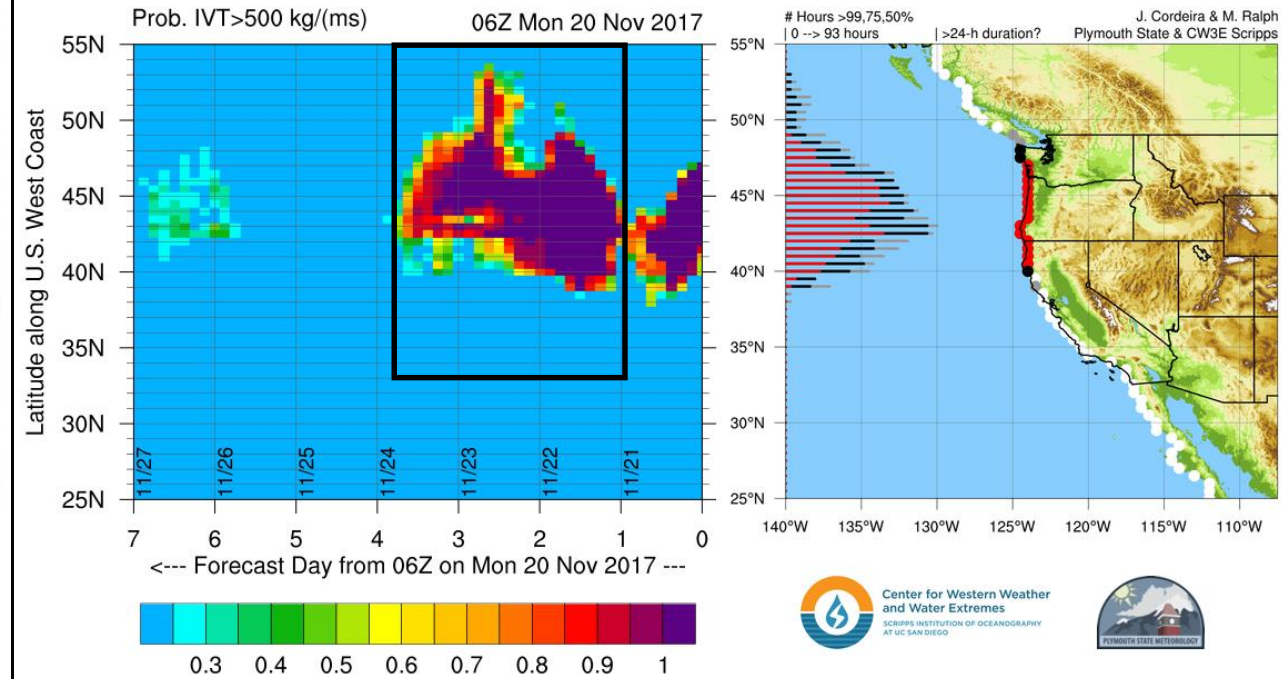 Prob. IVT>500 kg/(ms)
06Z Mon 20 Nov 2017
Latitude along U.S. West Coast
55N
50N
45N
40N
35N
30N
25N
11/27
11/26
11/25
11/24
11/23
11/22
11/21
7 6 5 4 3 2 1 0
<--- Forecast Day from 06Z on Mon 20 Nov 2017 ---
0.3 0.4 0.5 0.6 0.7 0.8 0.9 1
# Hours >99,75,50%
J. Cordeira & M. Ralph
| 0 --> 93 hours
| >24-h duration?
Plymouth State & CW3E Scripps
55°N
50°N
45°N
40°N
35°N
30°N
25°N
140°W 135°W 130°W 125°W 120°W 115°W 110°W
Center for Western Weather
and Water Extremes
SCRIPPS INSTITUTION OF OCEANOGRAPHY
AT UC SAN DIEGO
PLYMOUTH STATE METEOROLOGY